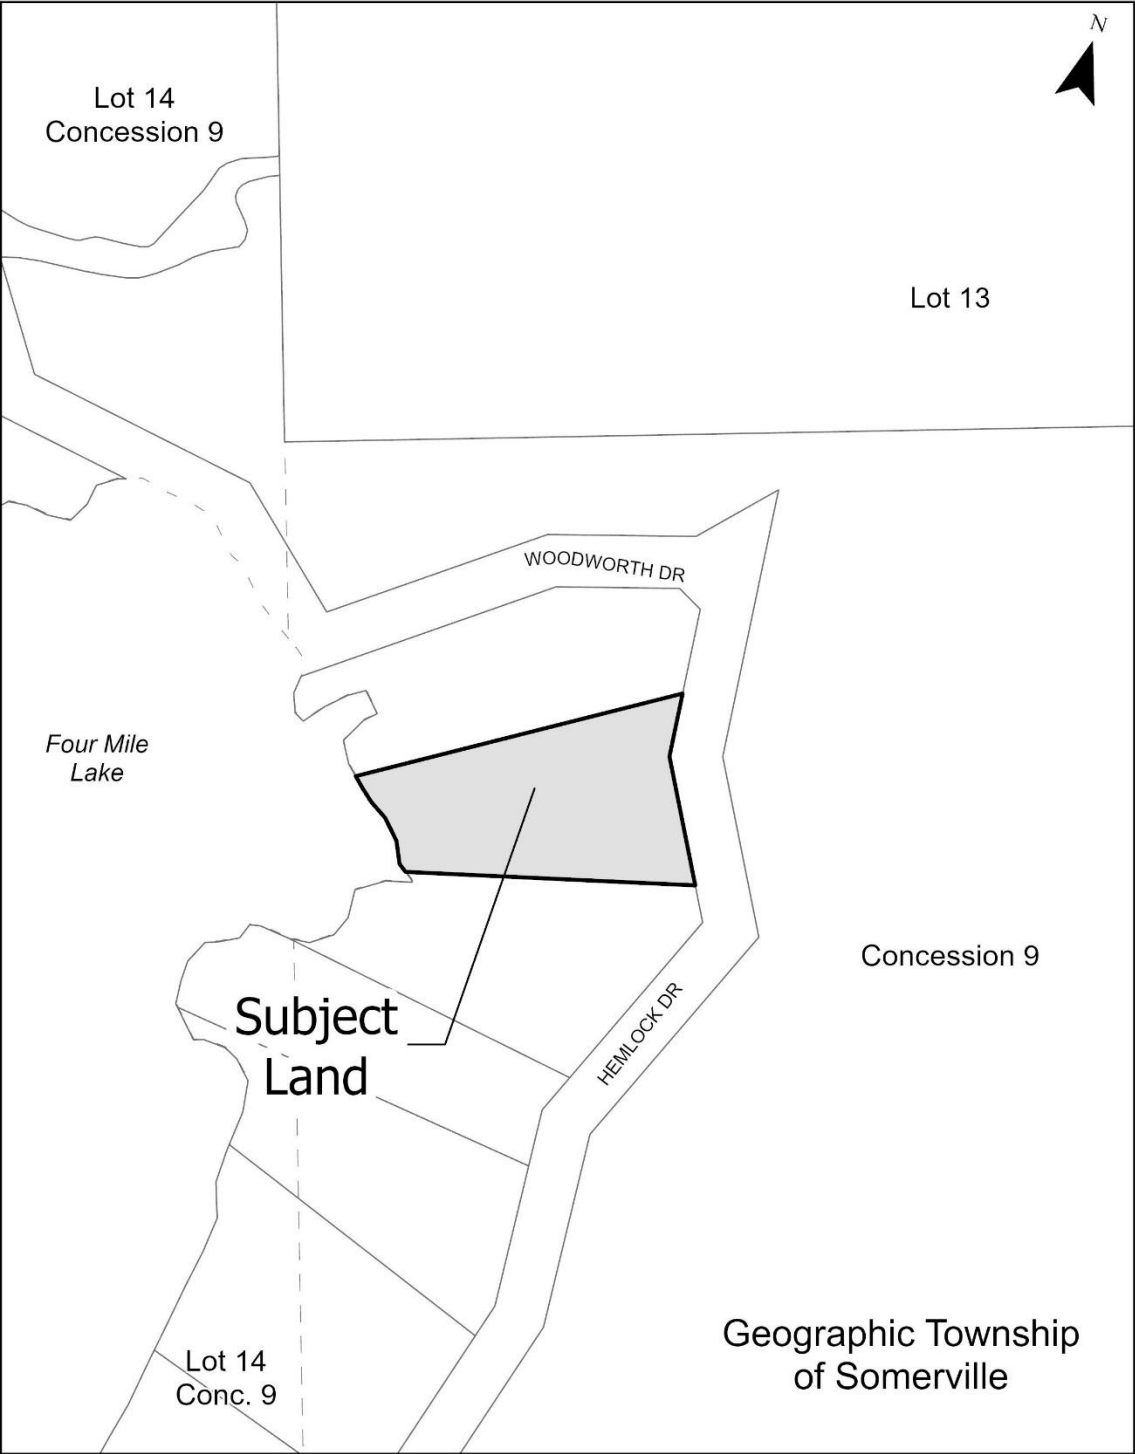 N
Lot 14
Concession 9
Lot 13
WOODWORTH DR
Four Mile
Lake
Concession 9
Subject
Land
HEMLOCK DR
Geographic Township
of Somerville
Lot 14
Conc. 9